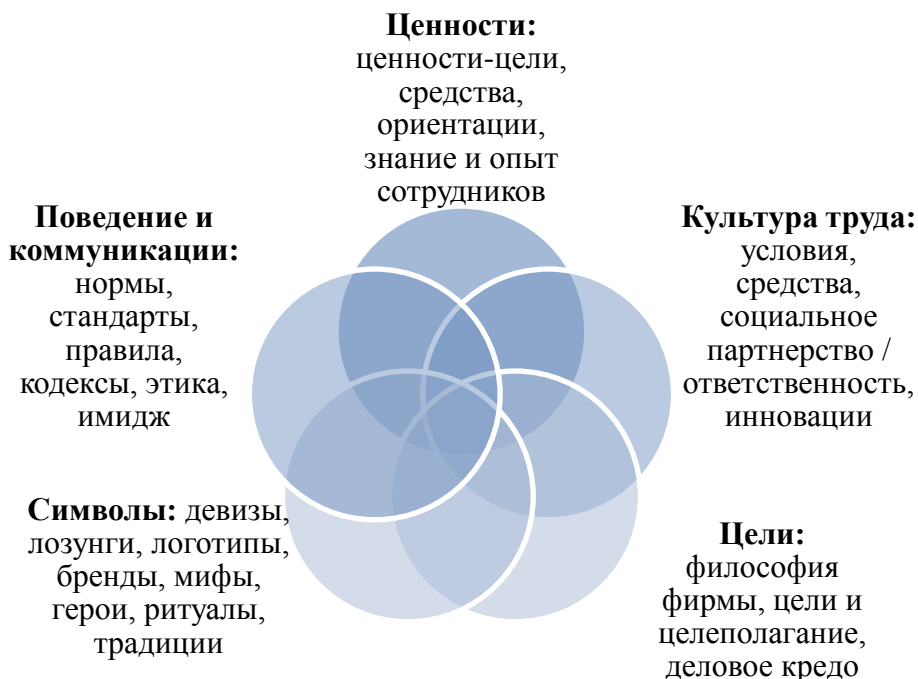 Ценности:
ценности-цели,
средства,
ориентации,
знание и опыт
сотрудников
Поведение и
коммуникации:
нормы,
стандарты,
правила,
кодексы, этика,
имидж
Культура труда:
условия,
средства,
социальное
партнерство /
ответственность,
инновации
Символы: девизы,
лозунги, логотипы,
бренды, мифы,
герои, ритуалы,
традиции
Цели:
философия
фирмы, цели и
целеполагание,
деловое кредо